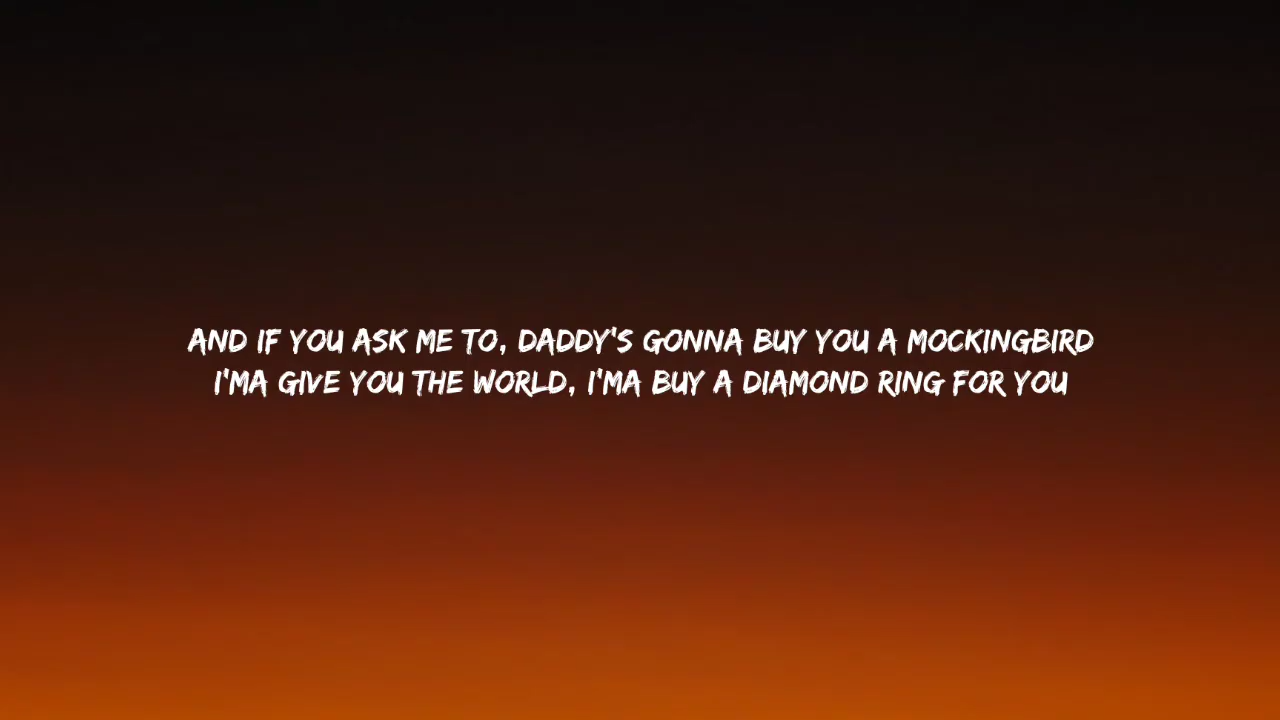 AND IF YOU ASK ME TO, DADDY'S GONNA BUY YOU A MOCKINGBIRD
I'MA GIVE YOU THE WORLD, I'MA BUY A DIAMOND RING FOR YOU